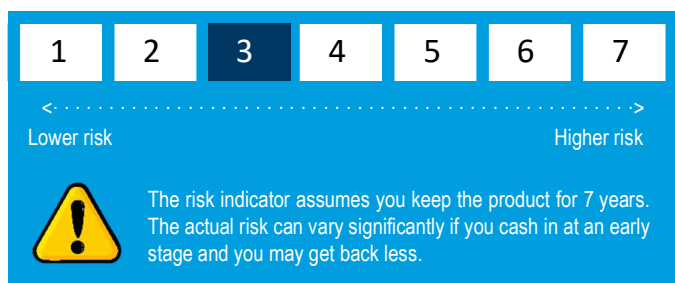 1 2 3 4 5 6 7
Lower risk Higher risk
The risk indicator assumes you keep the product for 7 years.
The actual risk can vary significantly if you cash in at an early
stage and you may get back less.